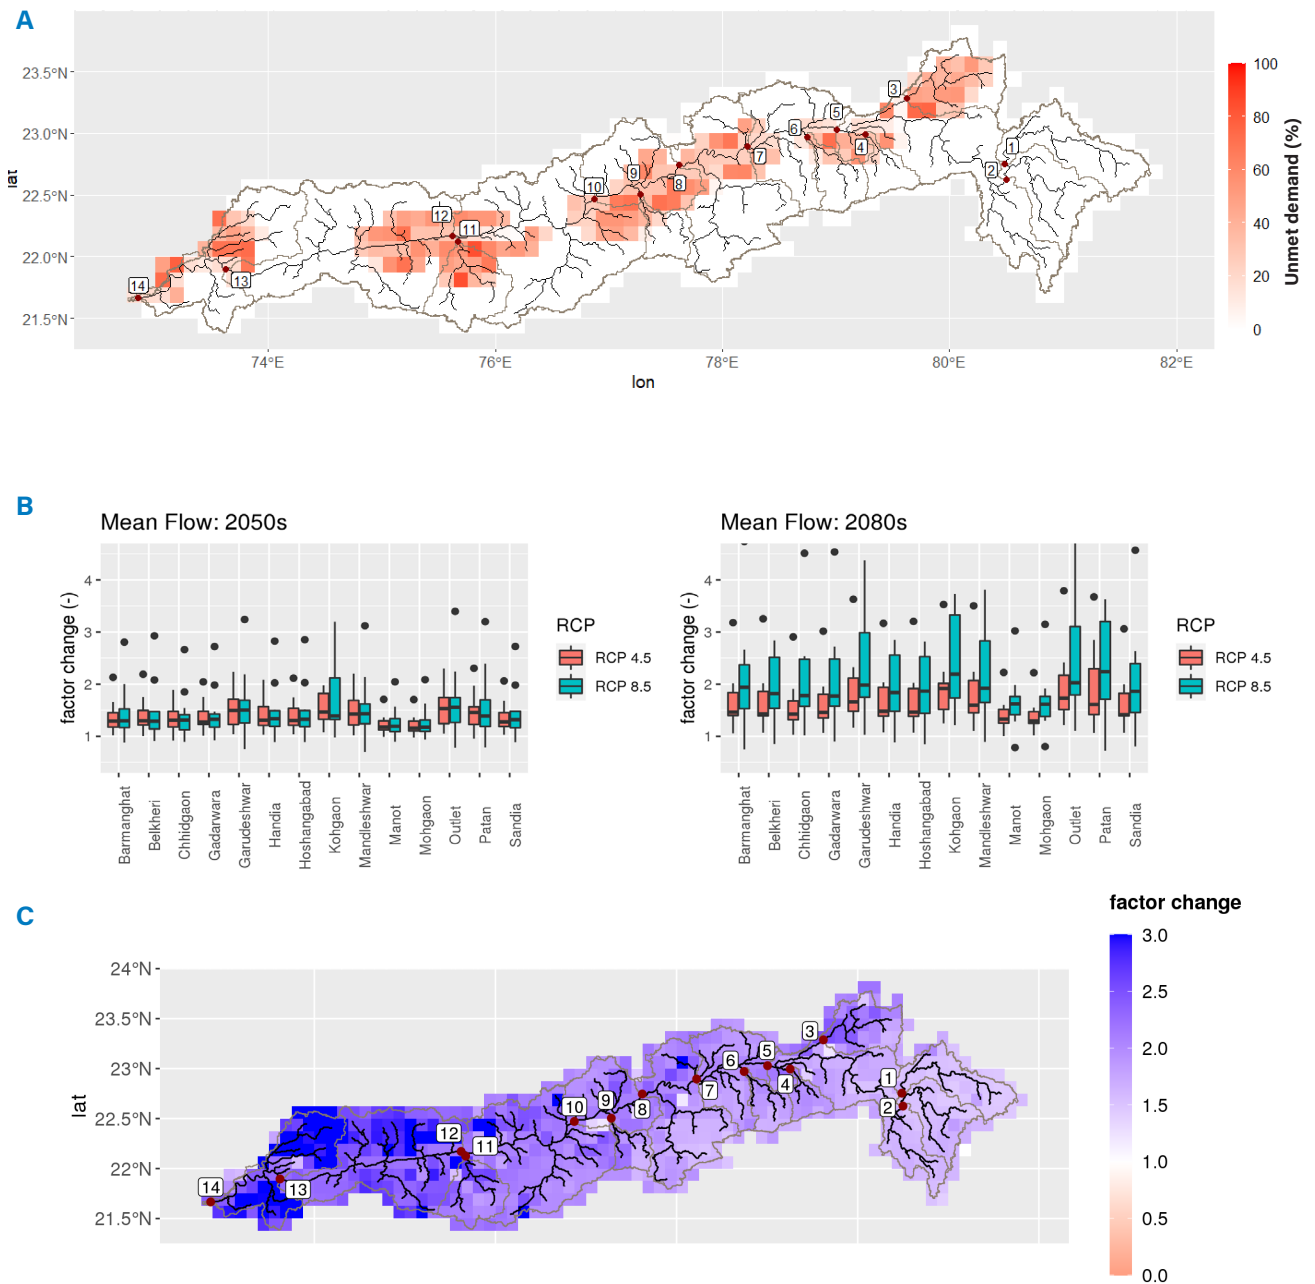 A
lat
23.5°N
23.0°N
22.5°N
22.0°N
21.5°N
74°E
76°E
78°E
80°E
82°E
lon
1
2
3
4
5
6
7
8
9
10
11
12
13
14
Unmet demand (%)
100
80
60
40
20
0
B
Mean Flow: 2050s
factor change (-)
4
3
2
1
Barmanghat
Belkheri
Chhidgaon
Gadarwara
Garudeshwar
Handia
Hoshangabad
Kohgaon
Mandleshwar
Manot
Mohgaon
Outlet
Patan
Sandia
RCP
RCP 4.5
RCP 8.5
Mean Flow: 2080s
factor change (-)
4
3
2
1
Barmanghat
Belkheri
Chhidgaon
Gadarwara
Garudeshwar
Handia
Hoshangabad
Kohgaon
Mandleshwar
Manot
Mohgaon
Outlet
Patan
Sandia
RCP
RCP 4.5
RCP 8.5
C
lat
24°N
23.5°N
23°N
22.5°N
22°N
21.5°N
1
2
3
4
5
6
7
8
9
10
11
12
13
14
factor change
3.0
2.5
2.0
1.5
1.0
0.5
0.0